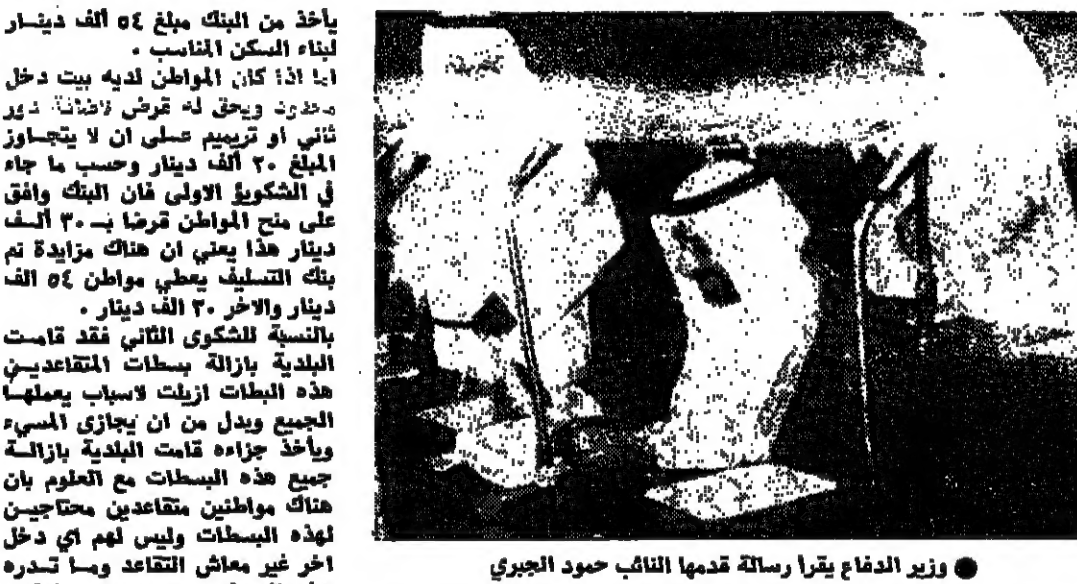 يأخذ من البنك مبلغ ٥٤ ألف دينار
لبناء السكن المناسب ٠
اما اذا كان المواطن لديه بيت دخل
محدود ويحق له قرض لاضافة دور
ثاني او ترميم على ان لا يتجاوز
المبلغ ٣٠ ألف دينار وحسب ما جاء
في الشكويؤ الاولى فان البنك وافق
على منح المواطن قرضا بـ ٣٠ ألف
دينار هذا يعني ان هناك مزايدة تم
بنك التسليف يعطي مواطن ٥٤ الف
دينار والاخر ٣٠ الف دينار ٠
بالنسبة للشكوى الثاني فقد قامت
البلدية بازالة بسطات المتقاعدين
هذه البطات ازيلت لاسباب يعملها
الجميع وبدل من ان يجازى المسيء
ويأخذ جزاءه قامت البلدية بازالة
جميع هذه البسطات مع العلوم بان
هناك مواطنين متقاعدين محتاجين
لهذه البسطات وليس لهم اي دخل
اخر غير معاش التقاعد وما تدره
● وزير الدفاع يقرا رسالة قدمها النائب حمود الجبري